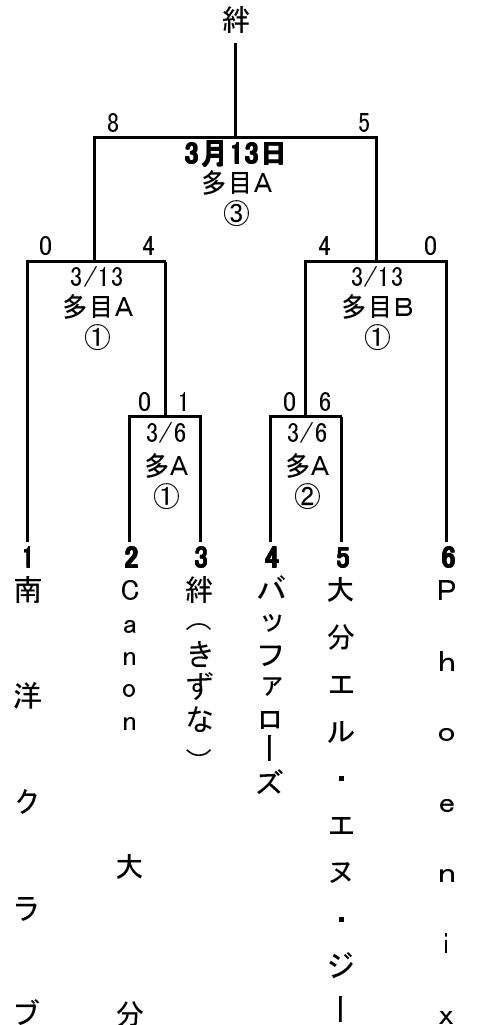 絆
8 5
3月13日
多目A
③
0 4 4 0
3/13 3/13
多目A 多目B
① ①
0 1 0 6
3/6 3/6
多A 多A
① ②
1 2 3 4 5 6
南洋クラブ
Canon大分
絆(きずな)
バッファローズ
大分エル・エヌ・ジー
Phoenix